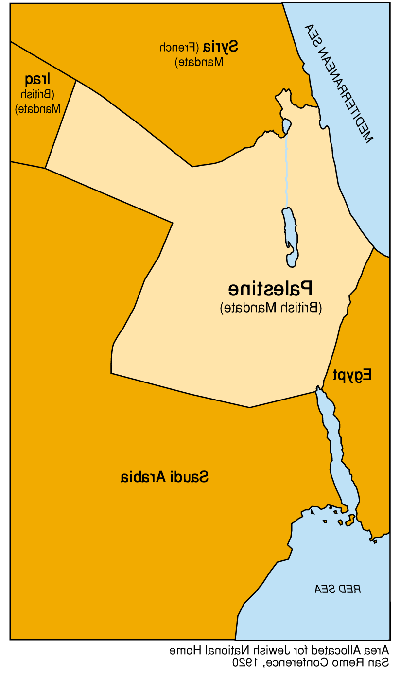 MEDITERRANEAN SEA
Syria (French
Mandate)
Iraq
(British
Mandate)
Palestine
(British Mandate)
Egypt
Saudi Arabia
RED SEA
Area Allocated for Jewish National Home
San Remo Conference, 1920